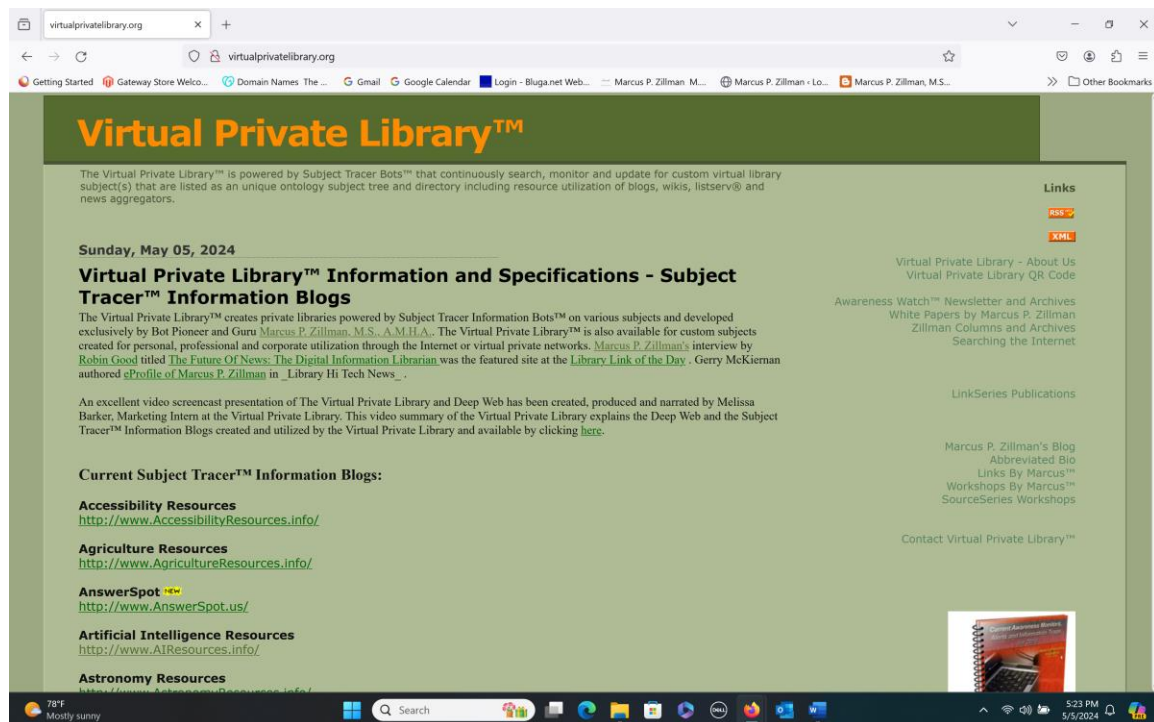 virtualprivatelibrary.org
virtualprivatelibrary.org
Getting Started Gateway Store Welco... Domain Names The ... Gmail Google Calendar Login - Bluga.net Web... Marcus P. Zillman M.... Marcus P. Zillman ‹ Lo... Marcus P. Zillman, M.S... Other Bookmarks
Virtual Private Library™
The Virtual Private Library™ is powered by Subject Tracer Bots™ that continuously search, monitor and update for custom virtual library
subject(s) that are listed as an unique ontology subject tree and directory including resource utilization of blogs, wikis, listserv® and
news aggregators.
Sunday, May 05, 2024
Virtual Private Library™ Information and Specifications - Subject
Tracer™ Information Blogs
The Virtual Private Library™ creates private libraries powered by Subject Tracer Information Bots™ on various subjects and developed
exclusively by Bot Pioneer and Guru Marcus P. Zillman, M.S., A.M.H.A.. The Virtual Private Library™ is also available for custom subjects
created for personal, professional and corporate utilization through the Internet or virtual private networks. Marcus P. Zillman's interview by
Robin Good titled The Future Of News: The Digital Information Librarian was the featured site at the Library Link of the Day . Gerry McKiernan
authored eProfile of Marcus P. Zillman in _Library Hi Tech News_ .
An excellent video screencast presentation of The Virtual Private Library and Deep Web has been created, produced and narrated by Melissa
Barker, Marketing Intern at the Virtual Private Library. This video summary of the Virtual Private Library explains the Deep Web and the Subject
Tracer™ Information Blogs created and utilized by the Virtual Private Library and available by clicking here.
Current Subject Tracer™ Information Blogs:
Accessibility Resources
http://www.AccessibilityResources.info/
Agriculture Resources
http://www.AgricultureResources.info/
AnswerSpot NEW
http://www.AnswerSpot.us/
Artificial Intelligence Resources
http://www.AIResources.info/
Astronomy Resources
http://www.AstronomyResources.info/
Links
RSS
XML
Virtual Private Library - About Us
Virtual Private Library QR Code
Awareness Watch™ Newsletter and Archives
White Papers by Marcus P. Zillman
Zillman Columns and Archives
Searching the Internet
LinkSeries Publications
Marcus P. Zillman's Blog
Abbreviated Bio
Links By Marcus™
Workshops By Marcus™
SourceSeries Workshops
Contact Virtual Private Library™
78°F
Mostly sunny
Search
DELL
5:23 PM
5/5/2024